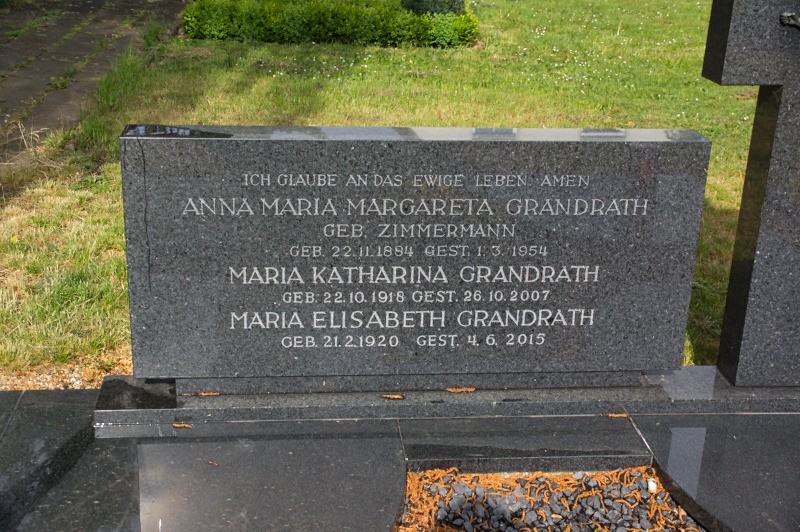 ICH GLAUBE AN DAS EWIGE LEBEN. AMEN
ANNA MARIA MARGARETA GRANDRATH
GEB. ZIMMERMANN
GEB. 22.11.1884 GEST. 1.3.1954
MARIA KATHARINA GRANDRATH
GEB. 22.10.1918 GEST. 26.10.2007
MARIA ELISABETH GRANDRATH
GEB. 21.2.1920 GEST. 4.6.2015